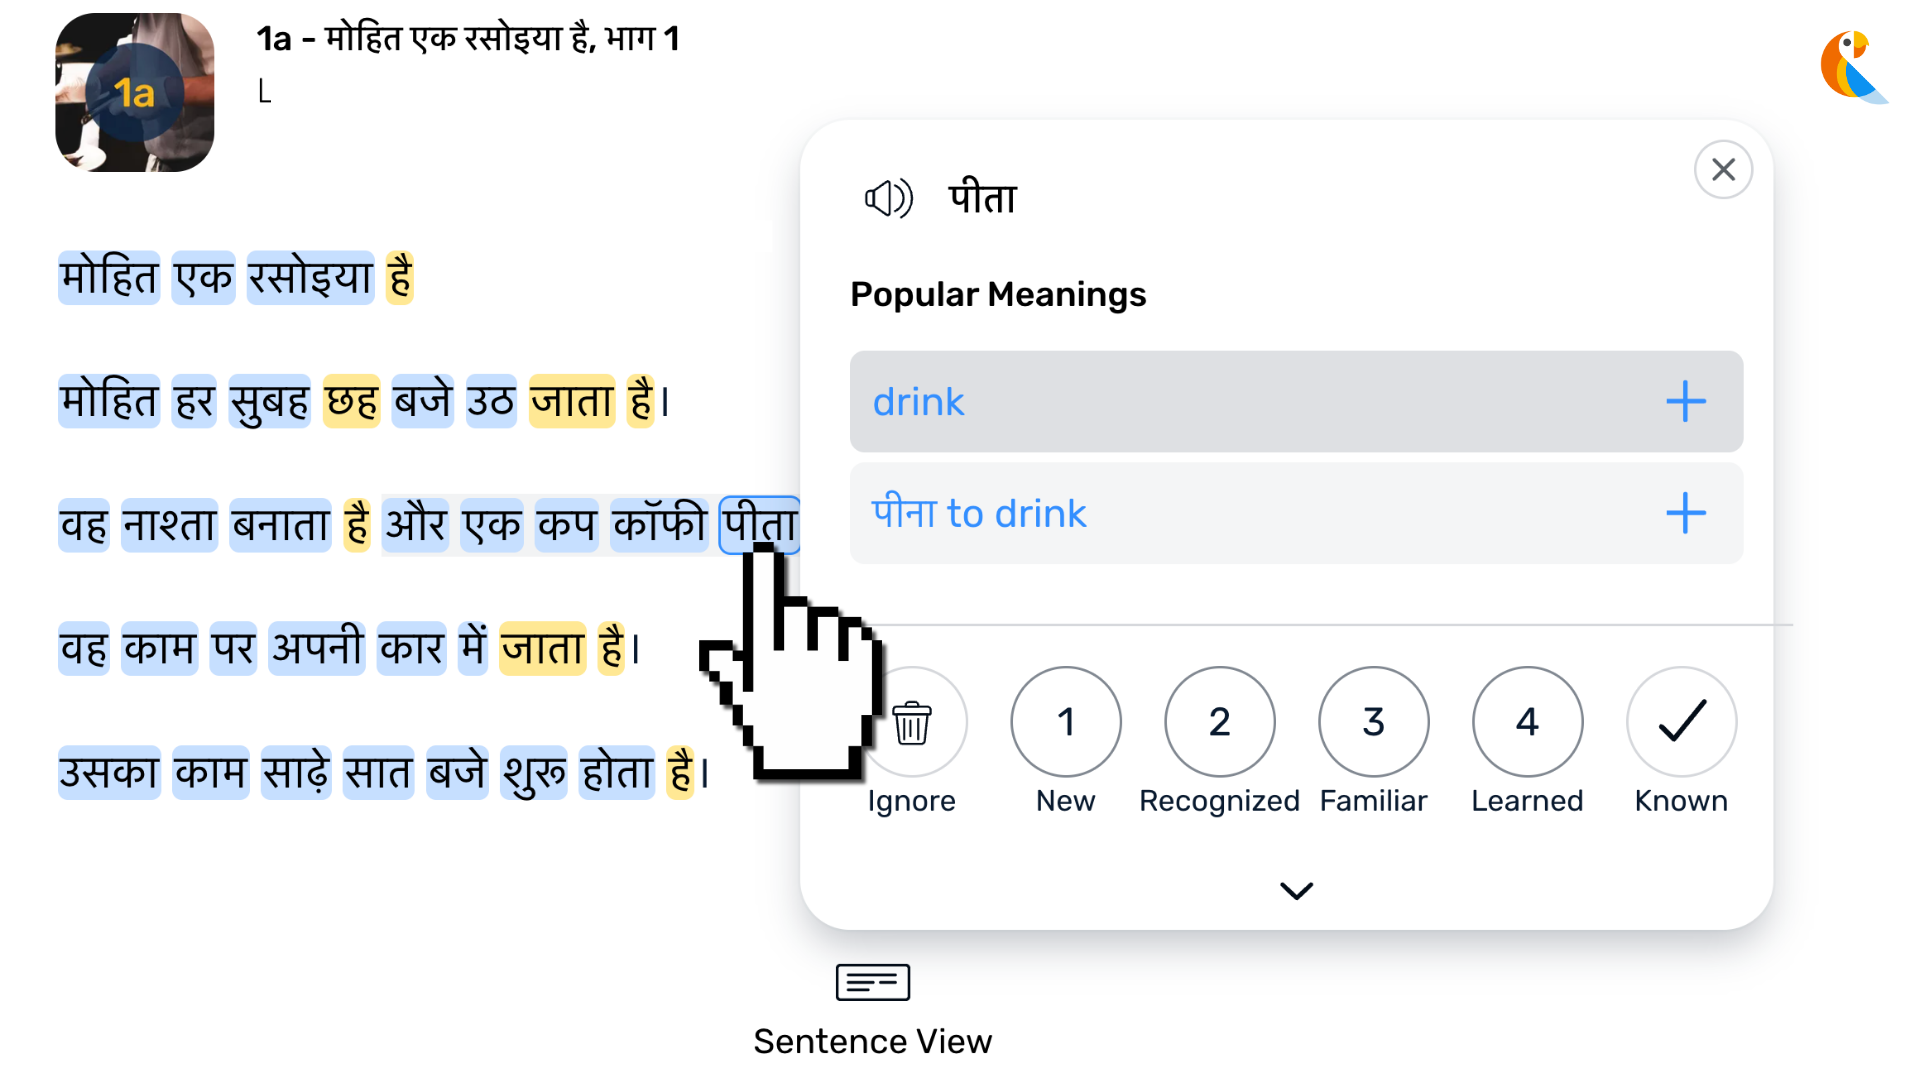 1a
1a - मोहित एक रसोइया है, भाग 1
L
मोहित एक रसोइया है
मोहित हर सुबह छह बजे उठ जाता है।
वह नाश्ता बनाता है और एक कप कॉफी पीता
वह काम पर अपनी कार में जाता है।
उसका काम साढ़े सात बजे शुरू होता है।
पीता
Popular Meanings
drink
पीना to drink
1 2 3 4
Ignore New Recognized Familiar Learned Known
Sentence View